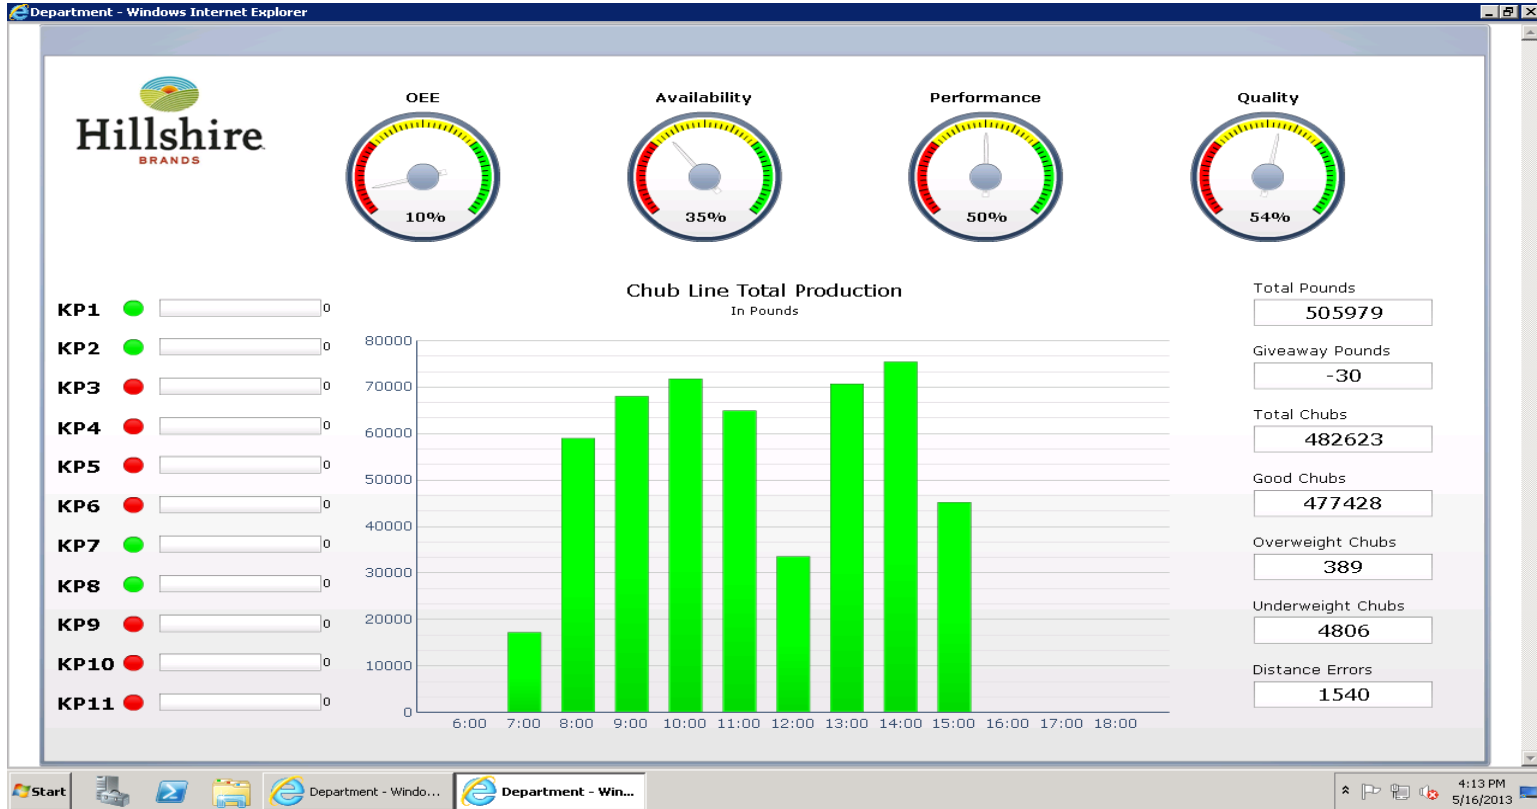 Department - Windows Internet Explorer
Hillshire
BRANDS
OEE
10%
Availability
35%
Performance
50%
Quality
54%
KP1 0
KP2 0
KP3 0
KP4 0
KP5 0
KP6 0
KP7 0
KP8 0
KP9 0
KP10 0
KP11 0
Chub Line Total Production
In Pounds
80000
70000
60000
50000
40000
30000
20000
10000
0
6:00 7:00 8:00 9:00 10:00 11:00 12:00 13:00 14:00 15:00 16:00 17:00 18:00
Total Pounds
505979
Giveaway Pounds
-30
Total Chubs
482623
Good Chubs
477428
Overweight Chubs
389
Underweight Chubs
4806
Distance Errors
1540
Start
Department - Windo...
Department - Win...
4:13 PM
5/16/2013